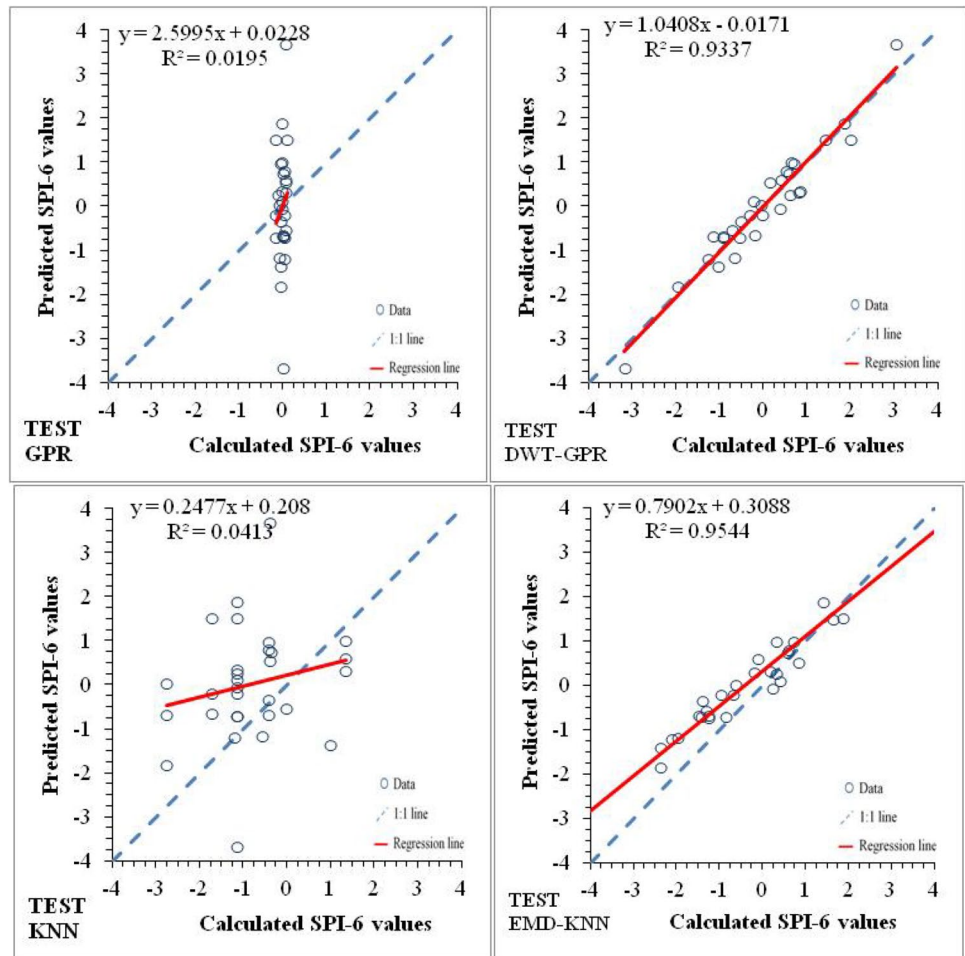 y = 2.5995x + 0.0228
R² = 0.0195
Predicted SPI-6 values
4
3
2
1
0
-1
-2
-3
-4
Data
1:1 line
Regression line
-4 -3 -2 -1 0 1 2 3 4
Calculated SPI-6 values
TEST
GPR
y = 1.0408x - 0.0171
R² = 0.9337
Predicted SPI-6 values
4
3
2
1
0
-1
-2
-3
-4
Data
1:1 line
Regression line
-4 -3 -2 -1 0 1 2 3 4
Calculated SPI-6 values
TEST
DWT-GPR
y = 0.2477x + 0.208
R² = 0.0413
Predicted SPI-6 values
4
3
2
1
0
-1
-2
-3
-4
Data
1:1 line
Regression line
-4 -3 -2 -1 0 1 2 3 4
Calculated SPI-6 values
TEST
KNN
y = 0.7902x + 0.3088
R² = 0.9544
Predicted SPI-6 values
4
3
2
1
0
-1
-2
-3
-4
Data
1:1 line
Regression line
-4 -3 -2 -1 0 1 2 3 4
Calculated SPI-6 values
TEST
EMD-KNN